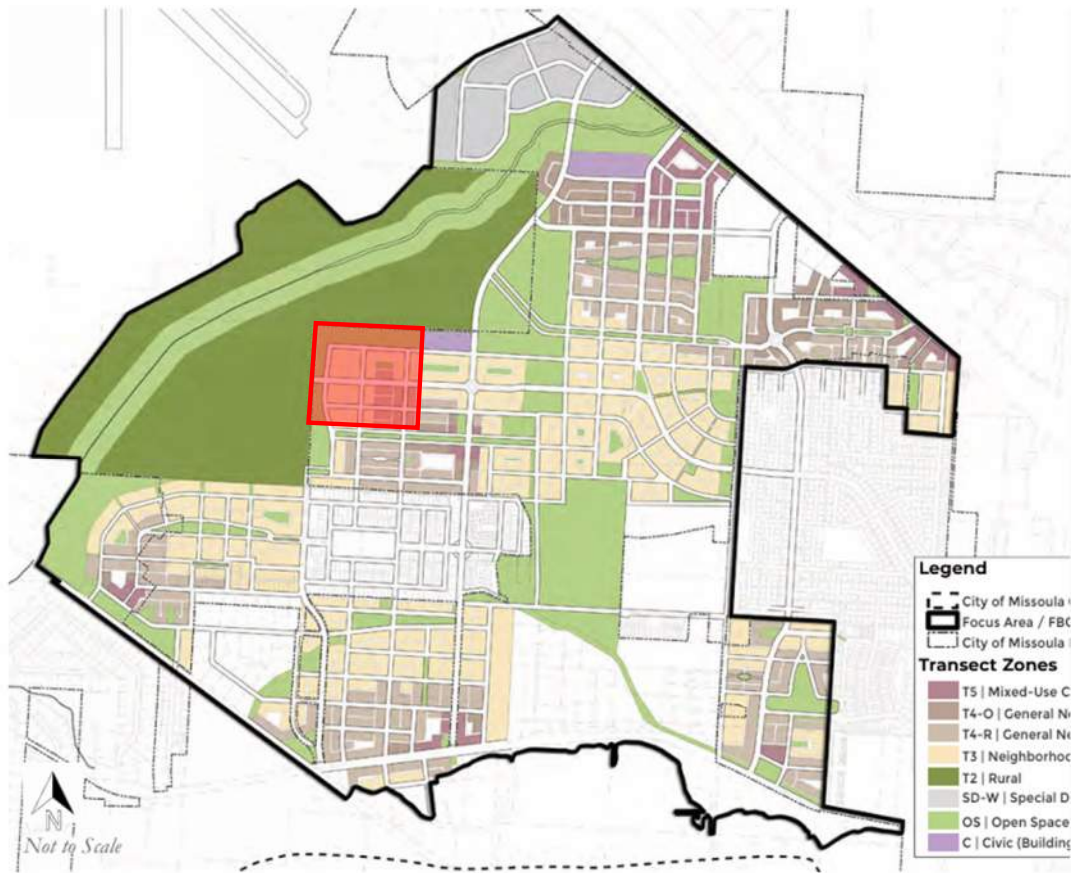 Legend
City of Missoula
Focus Area / FBC
City of Missoula
Transect Zones
T5 | Mixed-Use C
T4-O | General Ne
T4-R | General Ne
T3 | Neighborhoo
T2 | Rural
SD-W | Special D
OS | Open Space
C | Civic (Building
N
Not to Scale